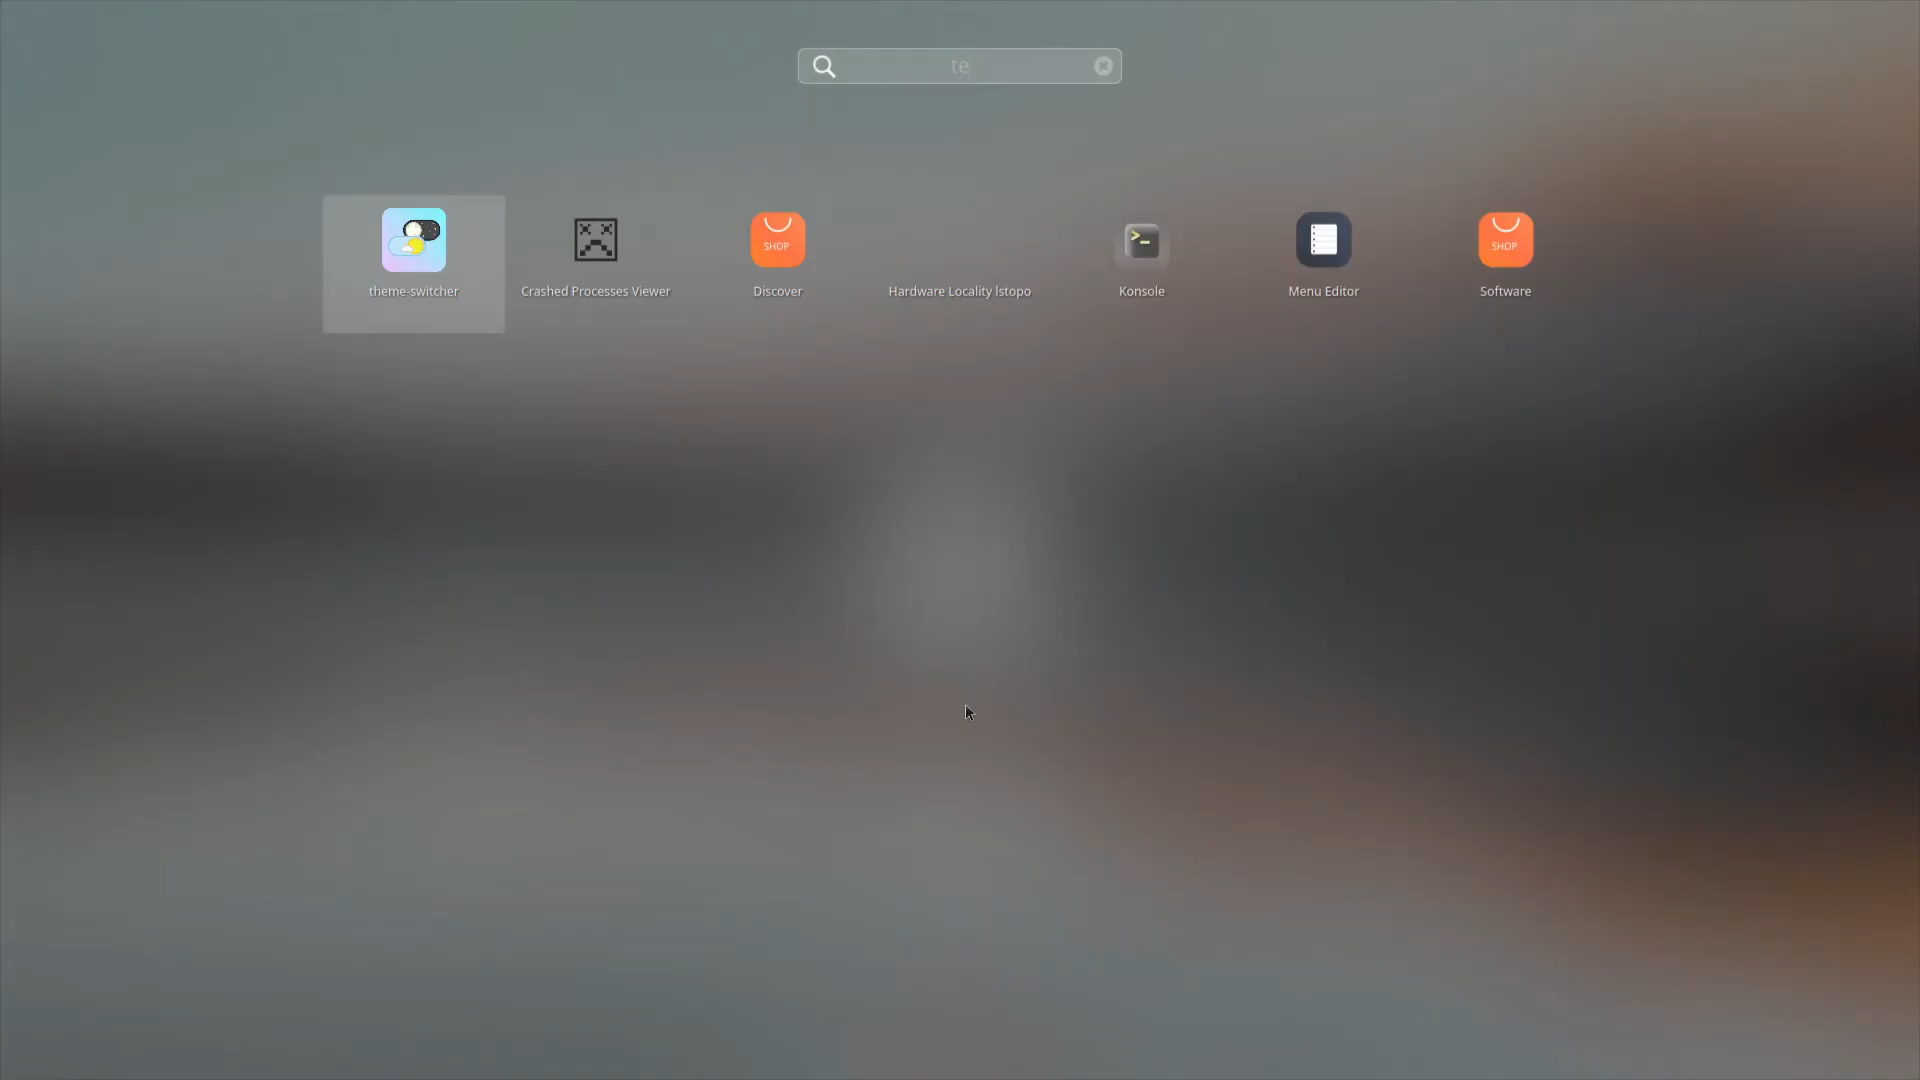 te
theme-switcher
Crashed Processes Viewer
SHOP
Discover
Hardware Locality lstopo
>_
Konsole
Menu Editor
SHOP
Software